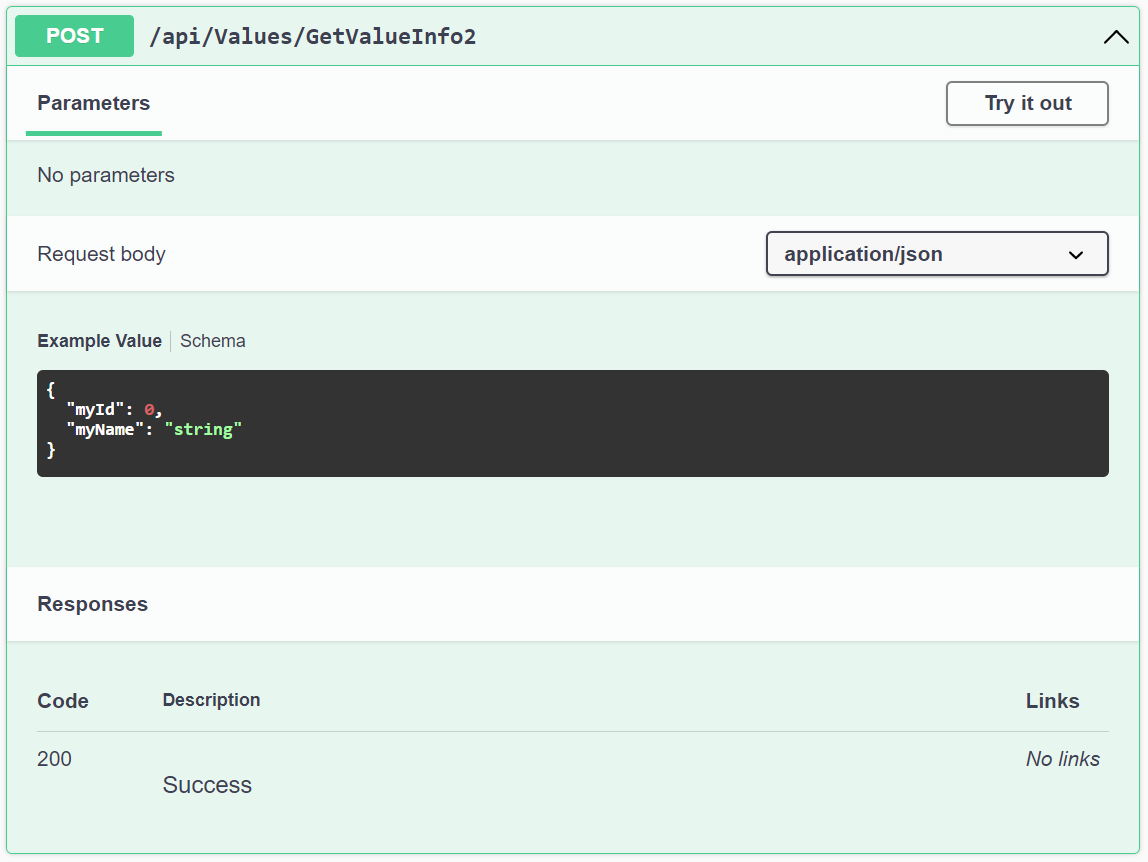 POST /api/Values/GetValueInfo2
Parameters Try it out
No parameters
Request body application/json
Example Value Schema
{
"myId": 0,
"myName": "string"
}
Responses
Code Description Links
200 No links
Success